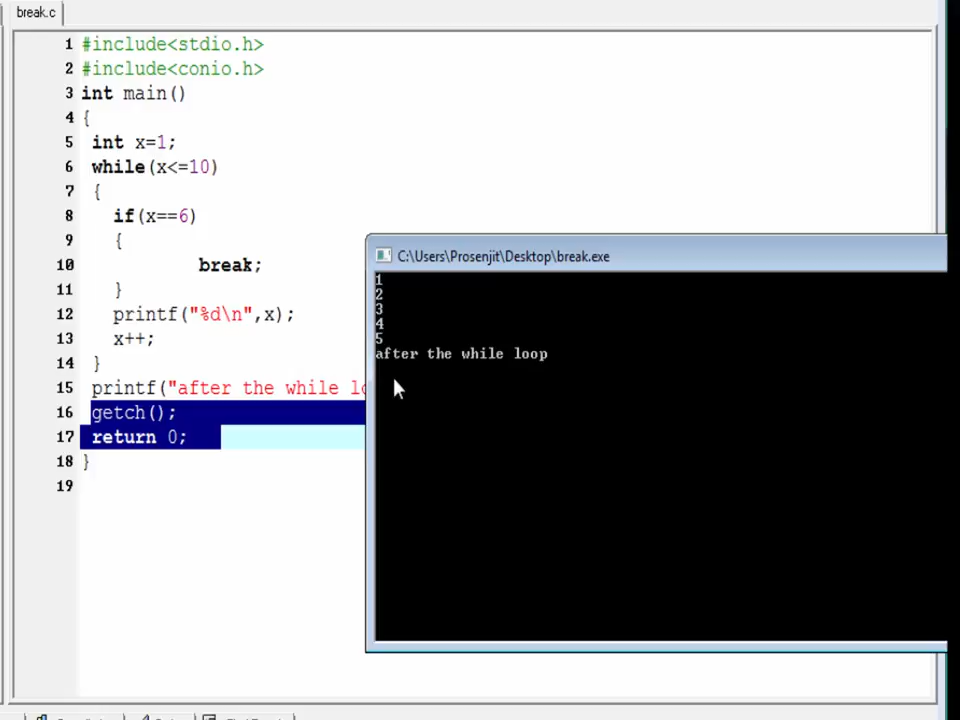 break.c
1 #include<stdio.h>
2 #include<conio.h>
3 int main()
4 {
5 int x=1;
6 while(x<=10)
7 {
8 if(x==6)
9 {
10 break;
11 }
12 printf("%d\n",x);
13 x++;
14 }
15 printf("after the while
16 getch();
17 return 0;
18 }
19
C:\Users\Prosenjit\Desktop\break.exe
1
2
3
4
5
after the while loop